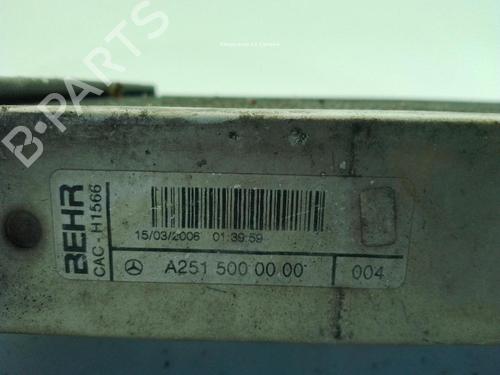 B-PARTS
BEHR
CAC - H1566
15/03/2006 01:39:59
A251 500 00 00
004